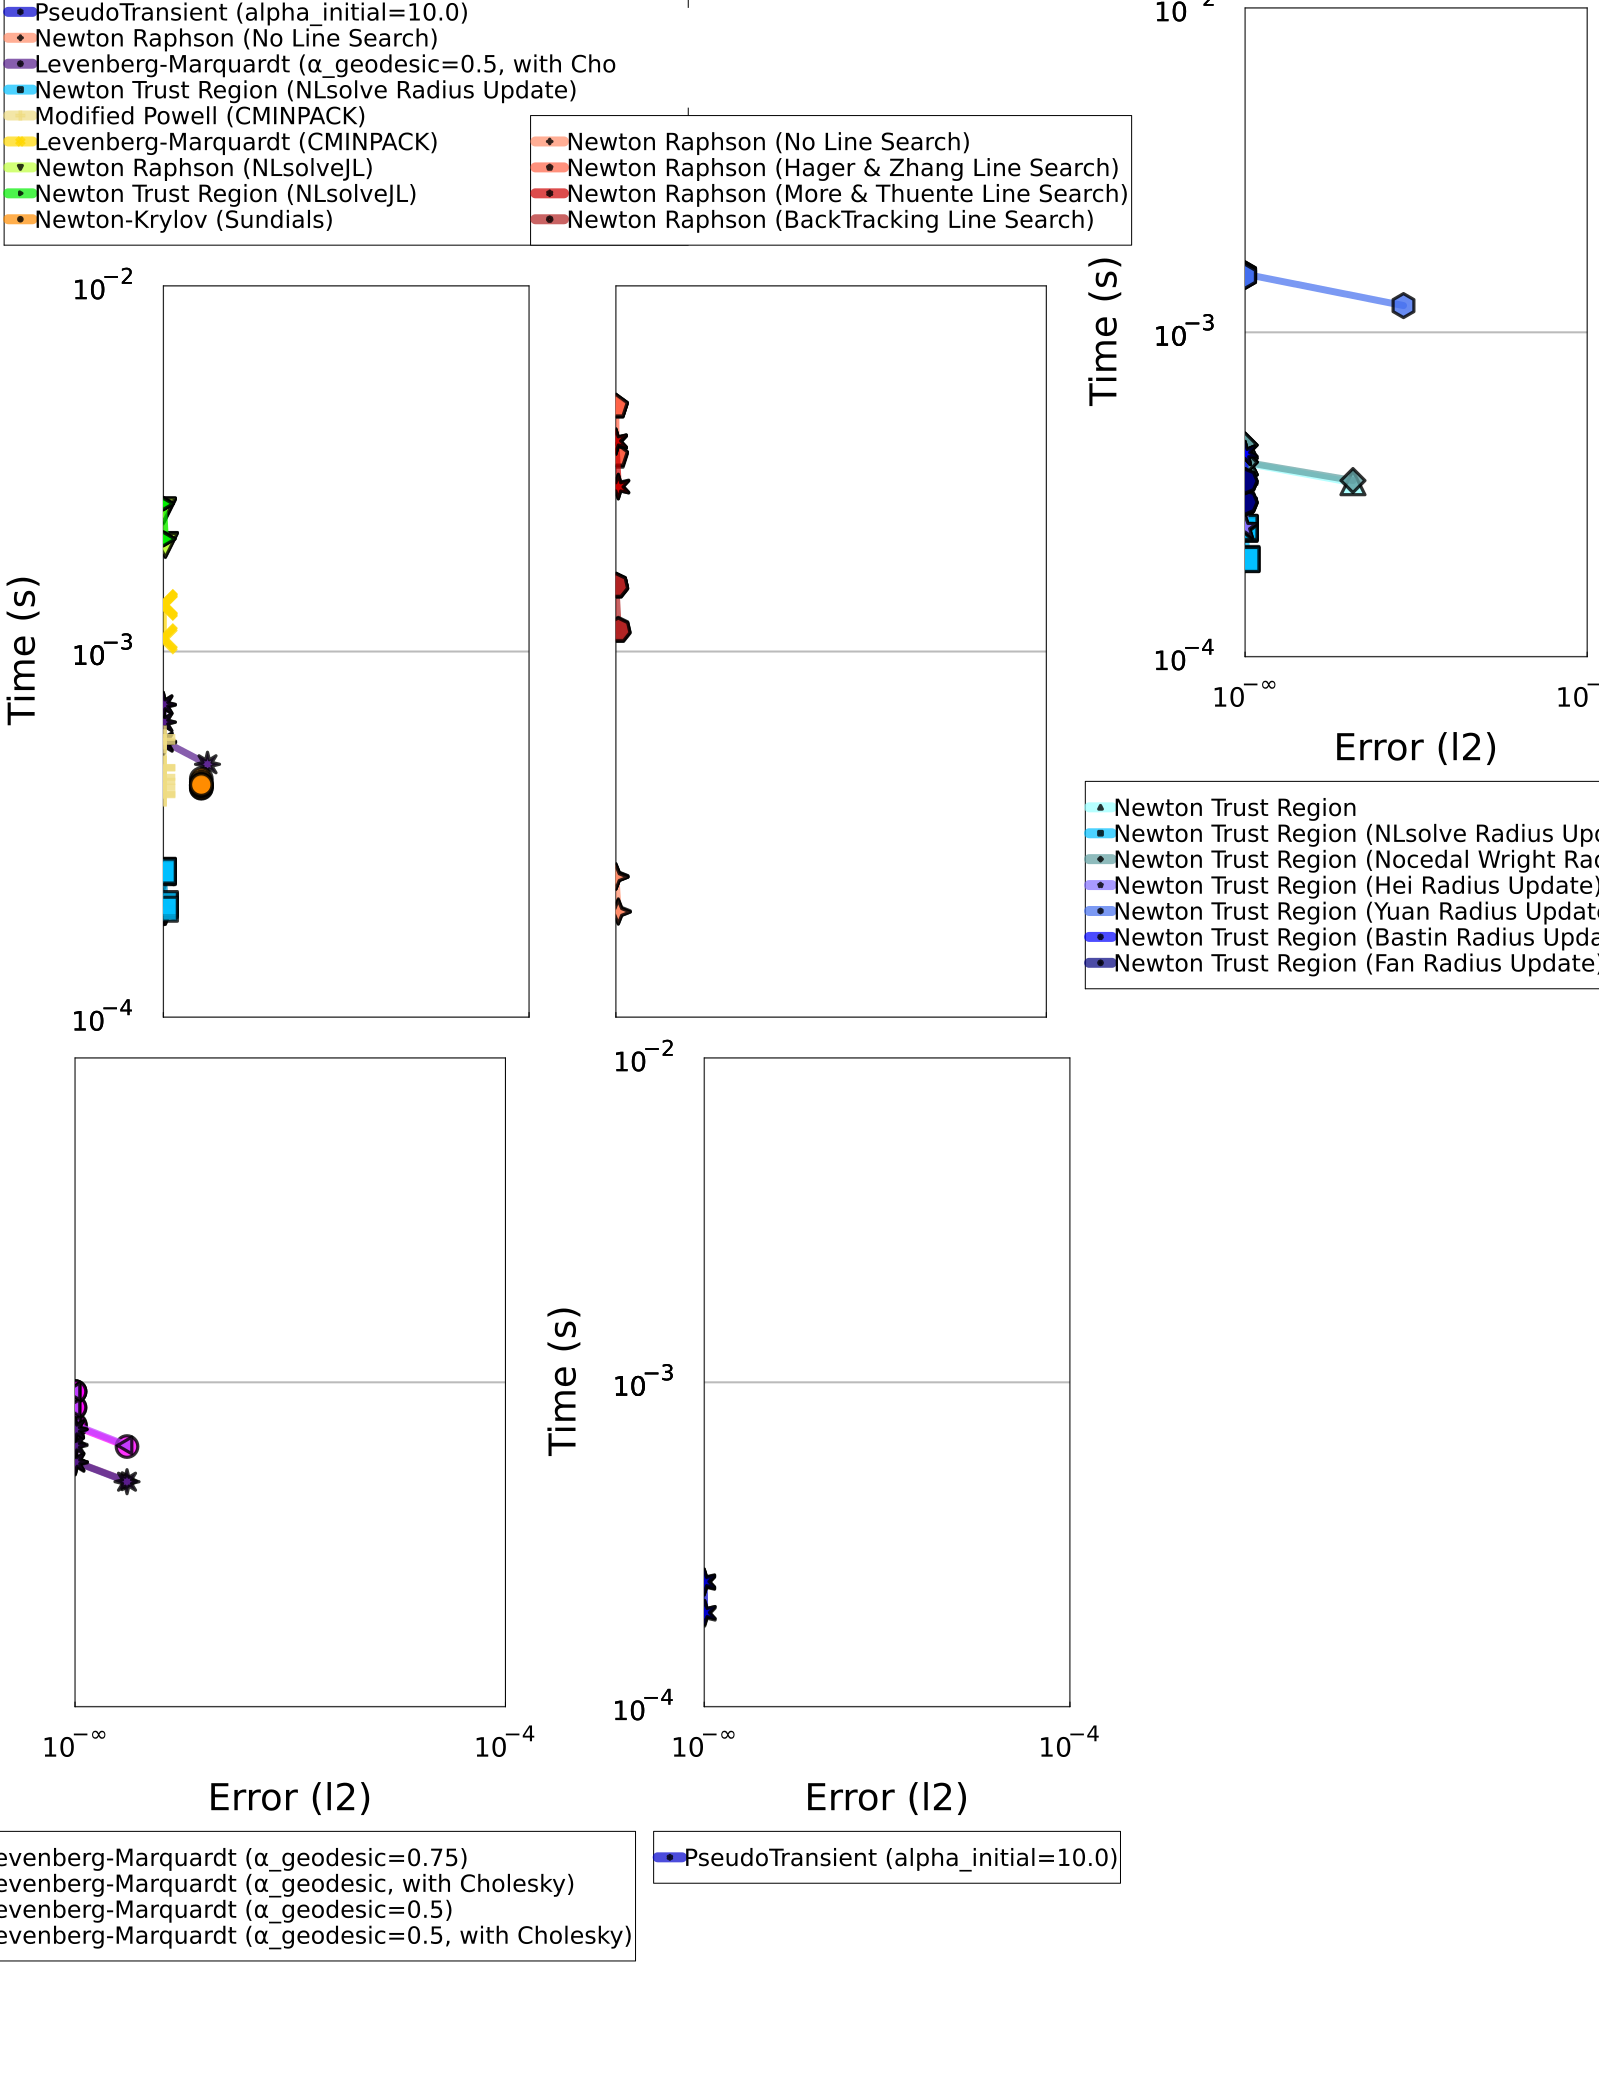 PseudoTransient (alpha_initial=10.0)
Newton Raphson (No Line Search)
Levenberg-Marquardt (α_geodesic=0.5, with Cho
Newton Trust Region (NLsolve Radius Update)
Modified Powell (CMINPACK)
Levenberg-Marquardt (CMINPACK)
Newton Raphson (NLsolveJL)
Newton Trust Region (NLsolveJL)
Newton-Krylov (Sundials)
Newton Raphson (No Line Search)
Newton Raphson (Hager & Zhang Line Search)
Newton Raphson (More & Thuente Line Search)
Newton Raphson (BackTracking Line Search)
10⁻²
10⁻³
10⁻⁴
Time (s)
10⁻²
10⁻³
10⁻⁴
Time (s)
10⁻∞
10⁻
Error (l2)
Newton Trust Region
Newton Trust Region (NLsolve Radius Upd
Newton Trust Region (Nocedal Wright Rad
Newton Trust Region (Hei Radius Update)
Newton Trust Region (Yuan Radius Update
Newton Trust Region (Bastin Radius Upda
Newton Trust Region (Fan Radius Update)
10⁻∞
10⁻⁴
Error (l2)
evenberg-Marquardt (α_geodesic=0.75)
evenberg-Marquardt (α_geodesic, with Cholesky)
evenberg-Marquardt (α_geodesic=0.5)
evenberg-Marquardt (α_geodesic=0.5, with Cholesky)
10⁻²
10⁻³
10⁻⁴
Time (s)
10⁻∞
10⁻⁴
Error (l2)
PseudoTransient (alpha_initial=10.0)